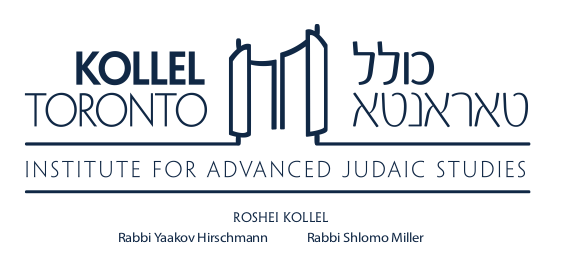 KOLLEL
TORONTO
כולל
טאראנטא
INSTITUTE FOR ADVANCED JUDAIC STUDIES
ROSHEI KOLLEL
Rabbi Yaakov Hirschmann Rabbi Shlomo Miller